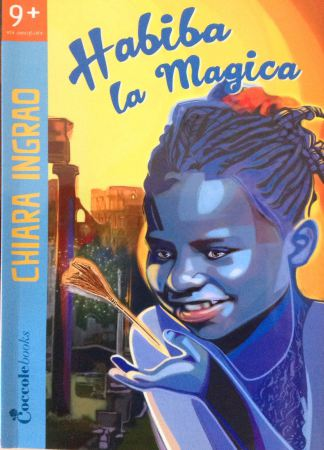 9+
Habiba
la Magica
CHIARA INGRAO
Coccole books